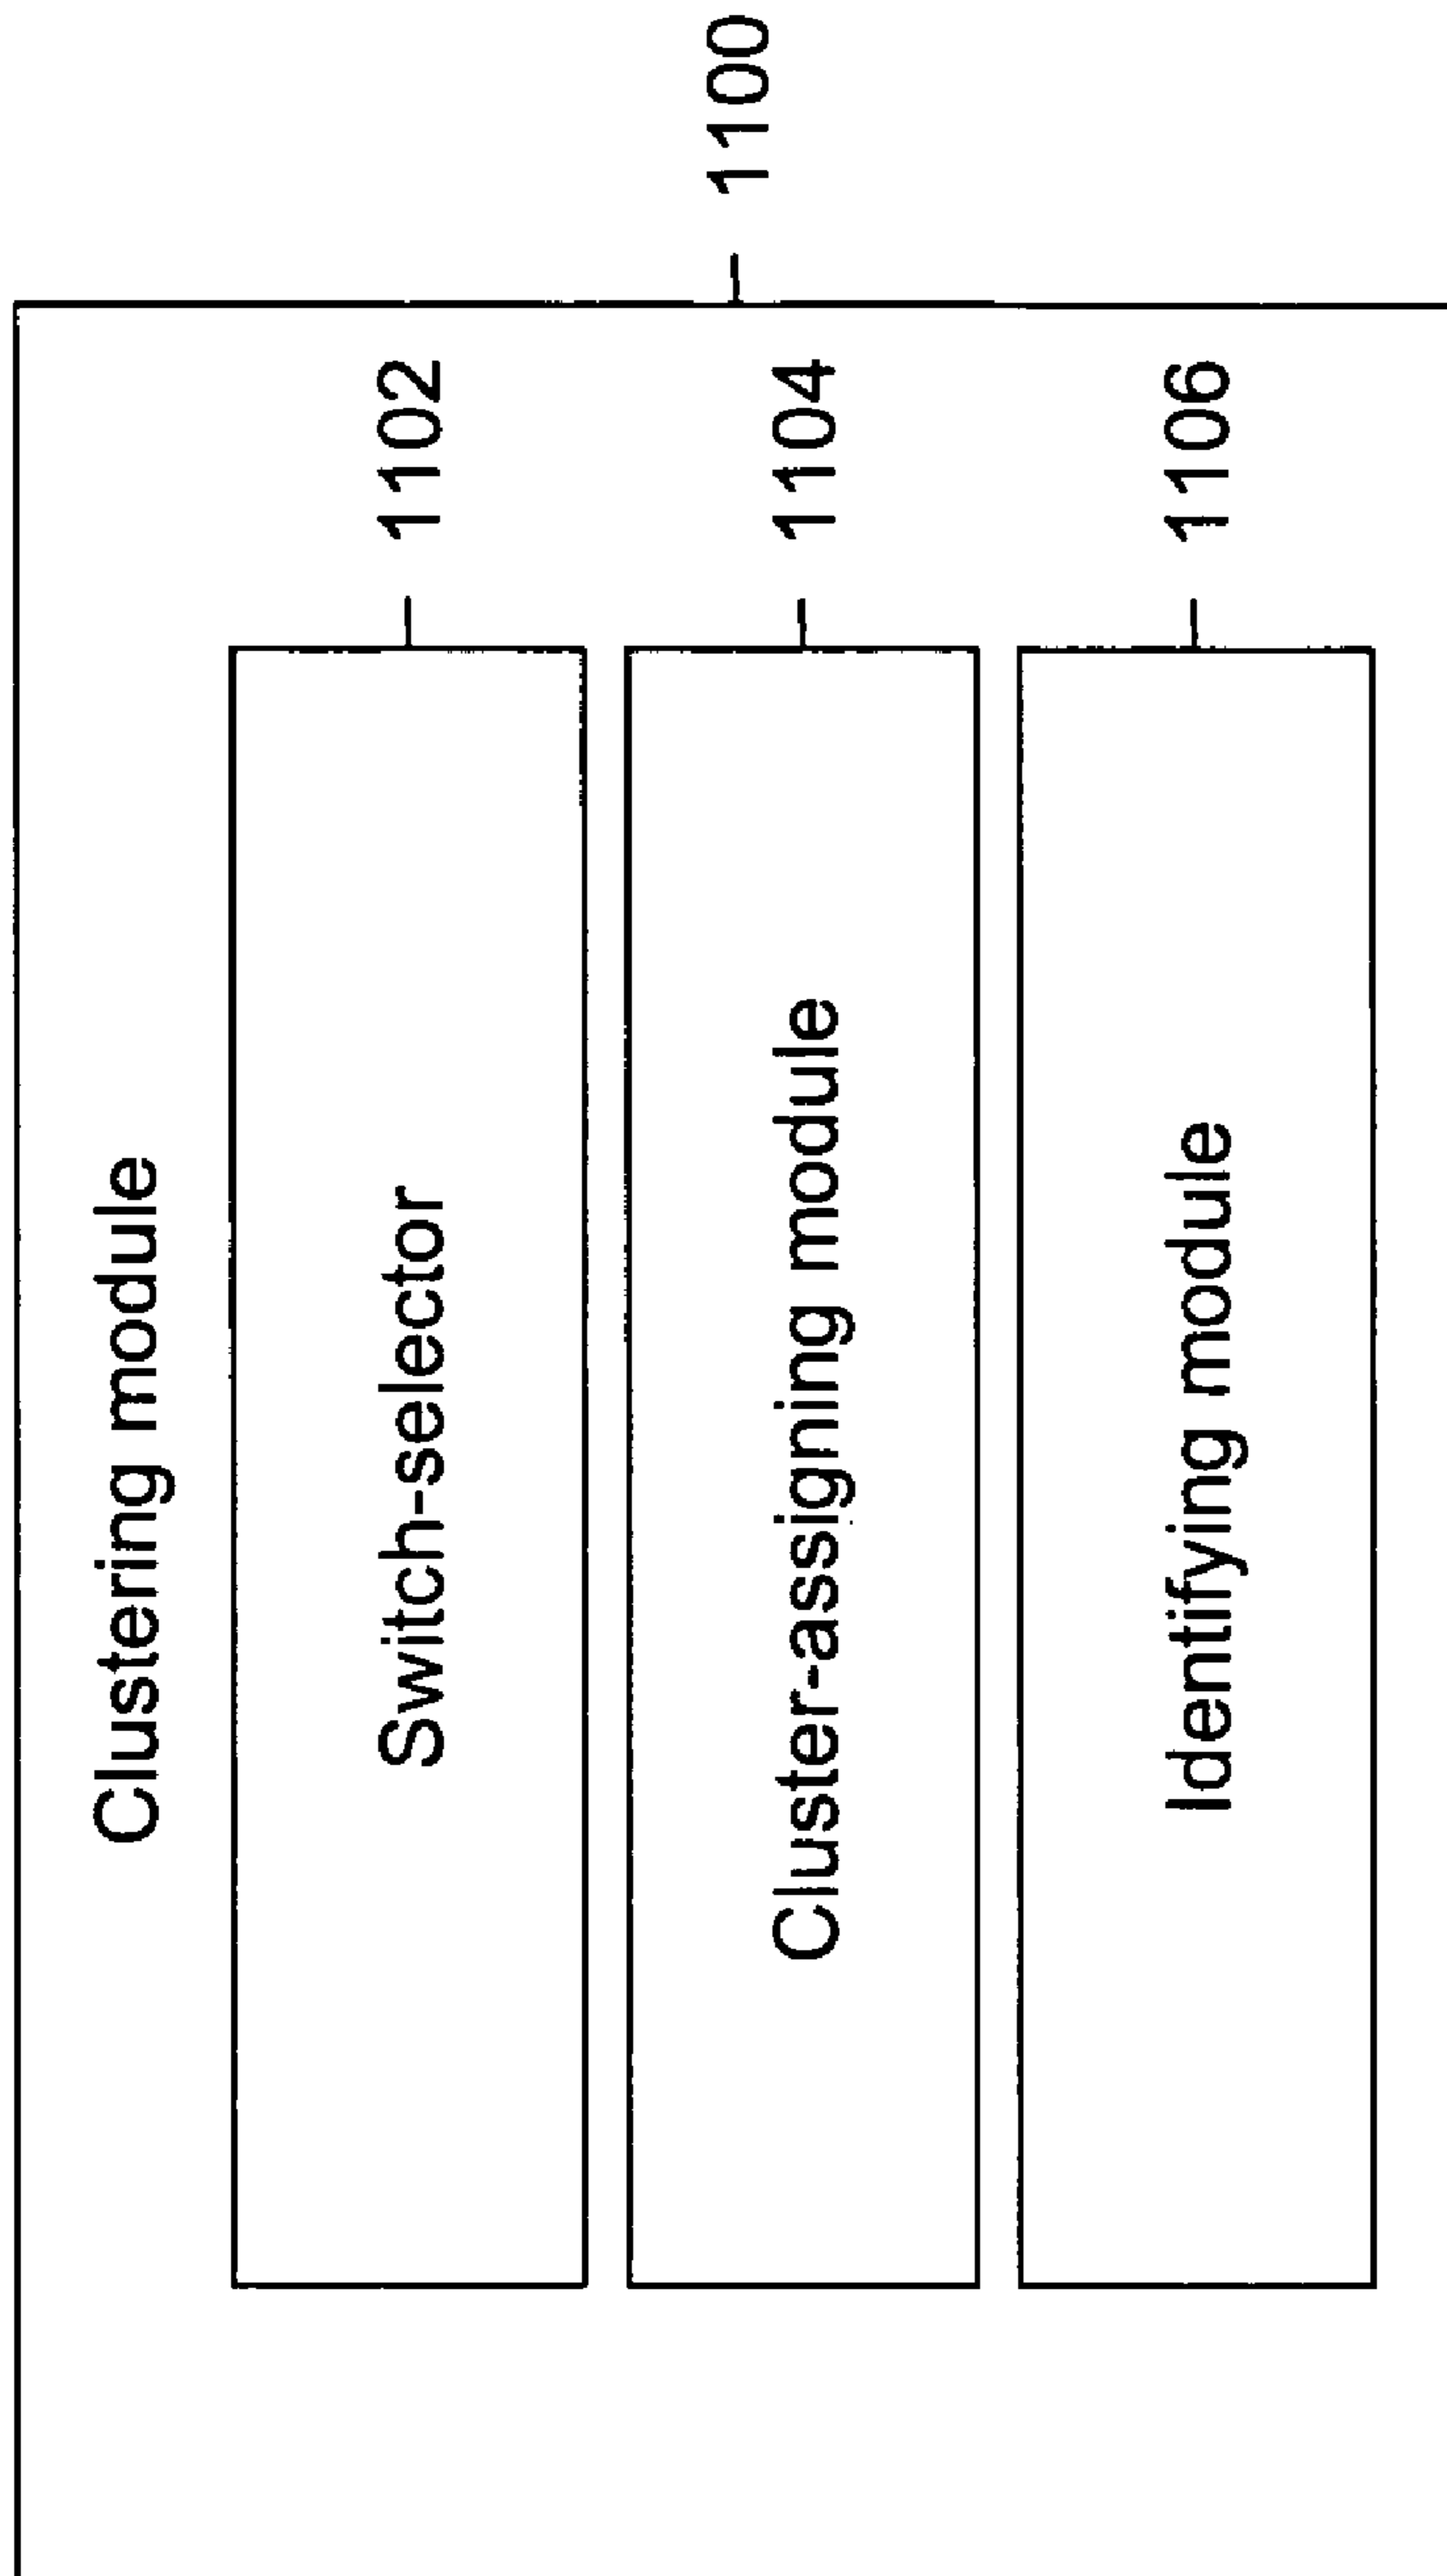 Clustering module
Switch-selector
1102
Cluster-assigning module
1104
1100
Identifying module
1106